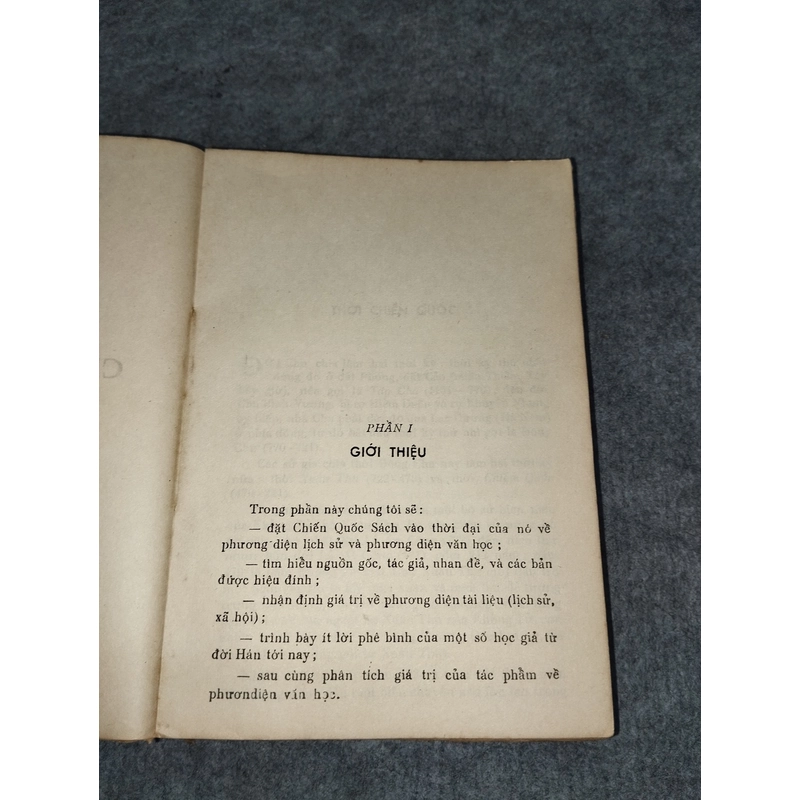 PHẦN I
GIỚI THIỆU
Trong phần này chúng tôi sẽ :
— đặt Chiến Quốc Sách vào thời đại của nó về
phương diện lịch sử và phương diện văn học ;
— tìm hiểu nguồn gốc, tác giả, nhan đề, và các bản
được hiệu đính ;
— nhận định giá trị về phương diện tài liệu (lịch sử,
xã hội) ;
— trình bày ít lời phê bình của một số học giả từ
đời Hán tới nay ;
— sau cùng phân tích giá trị của tác phẩm về
phươndiện văn học.